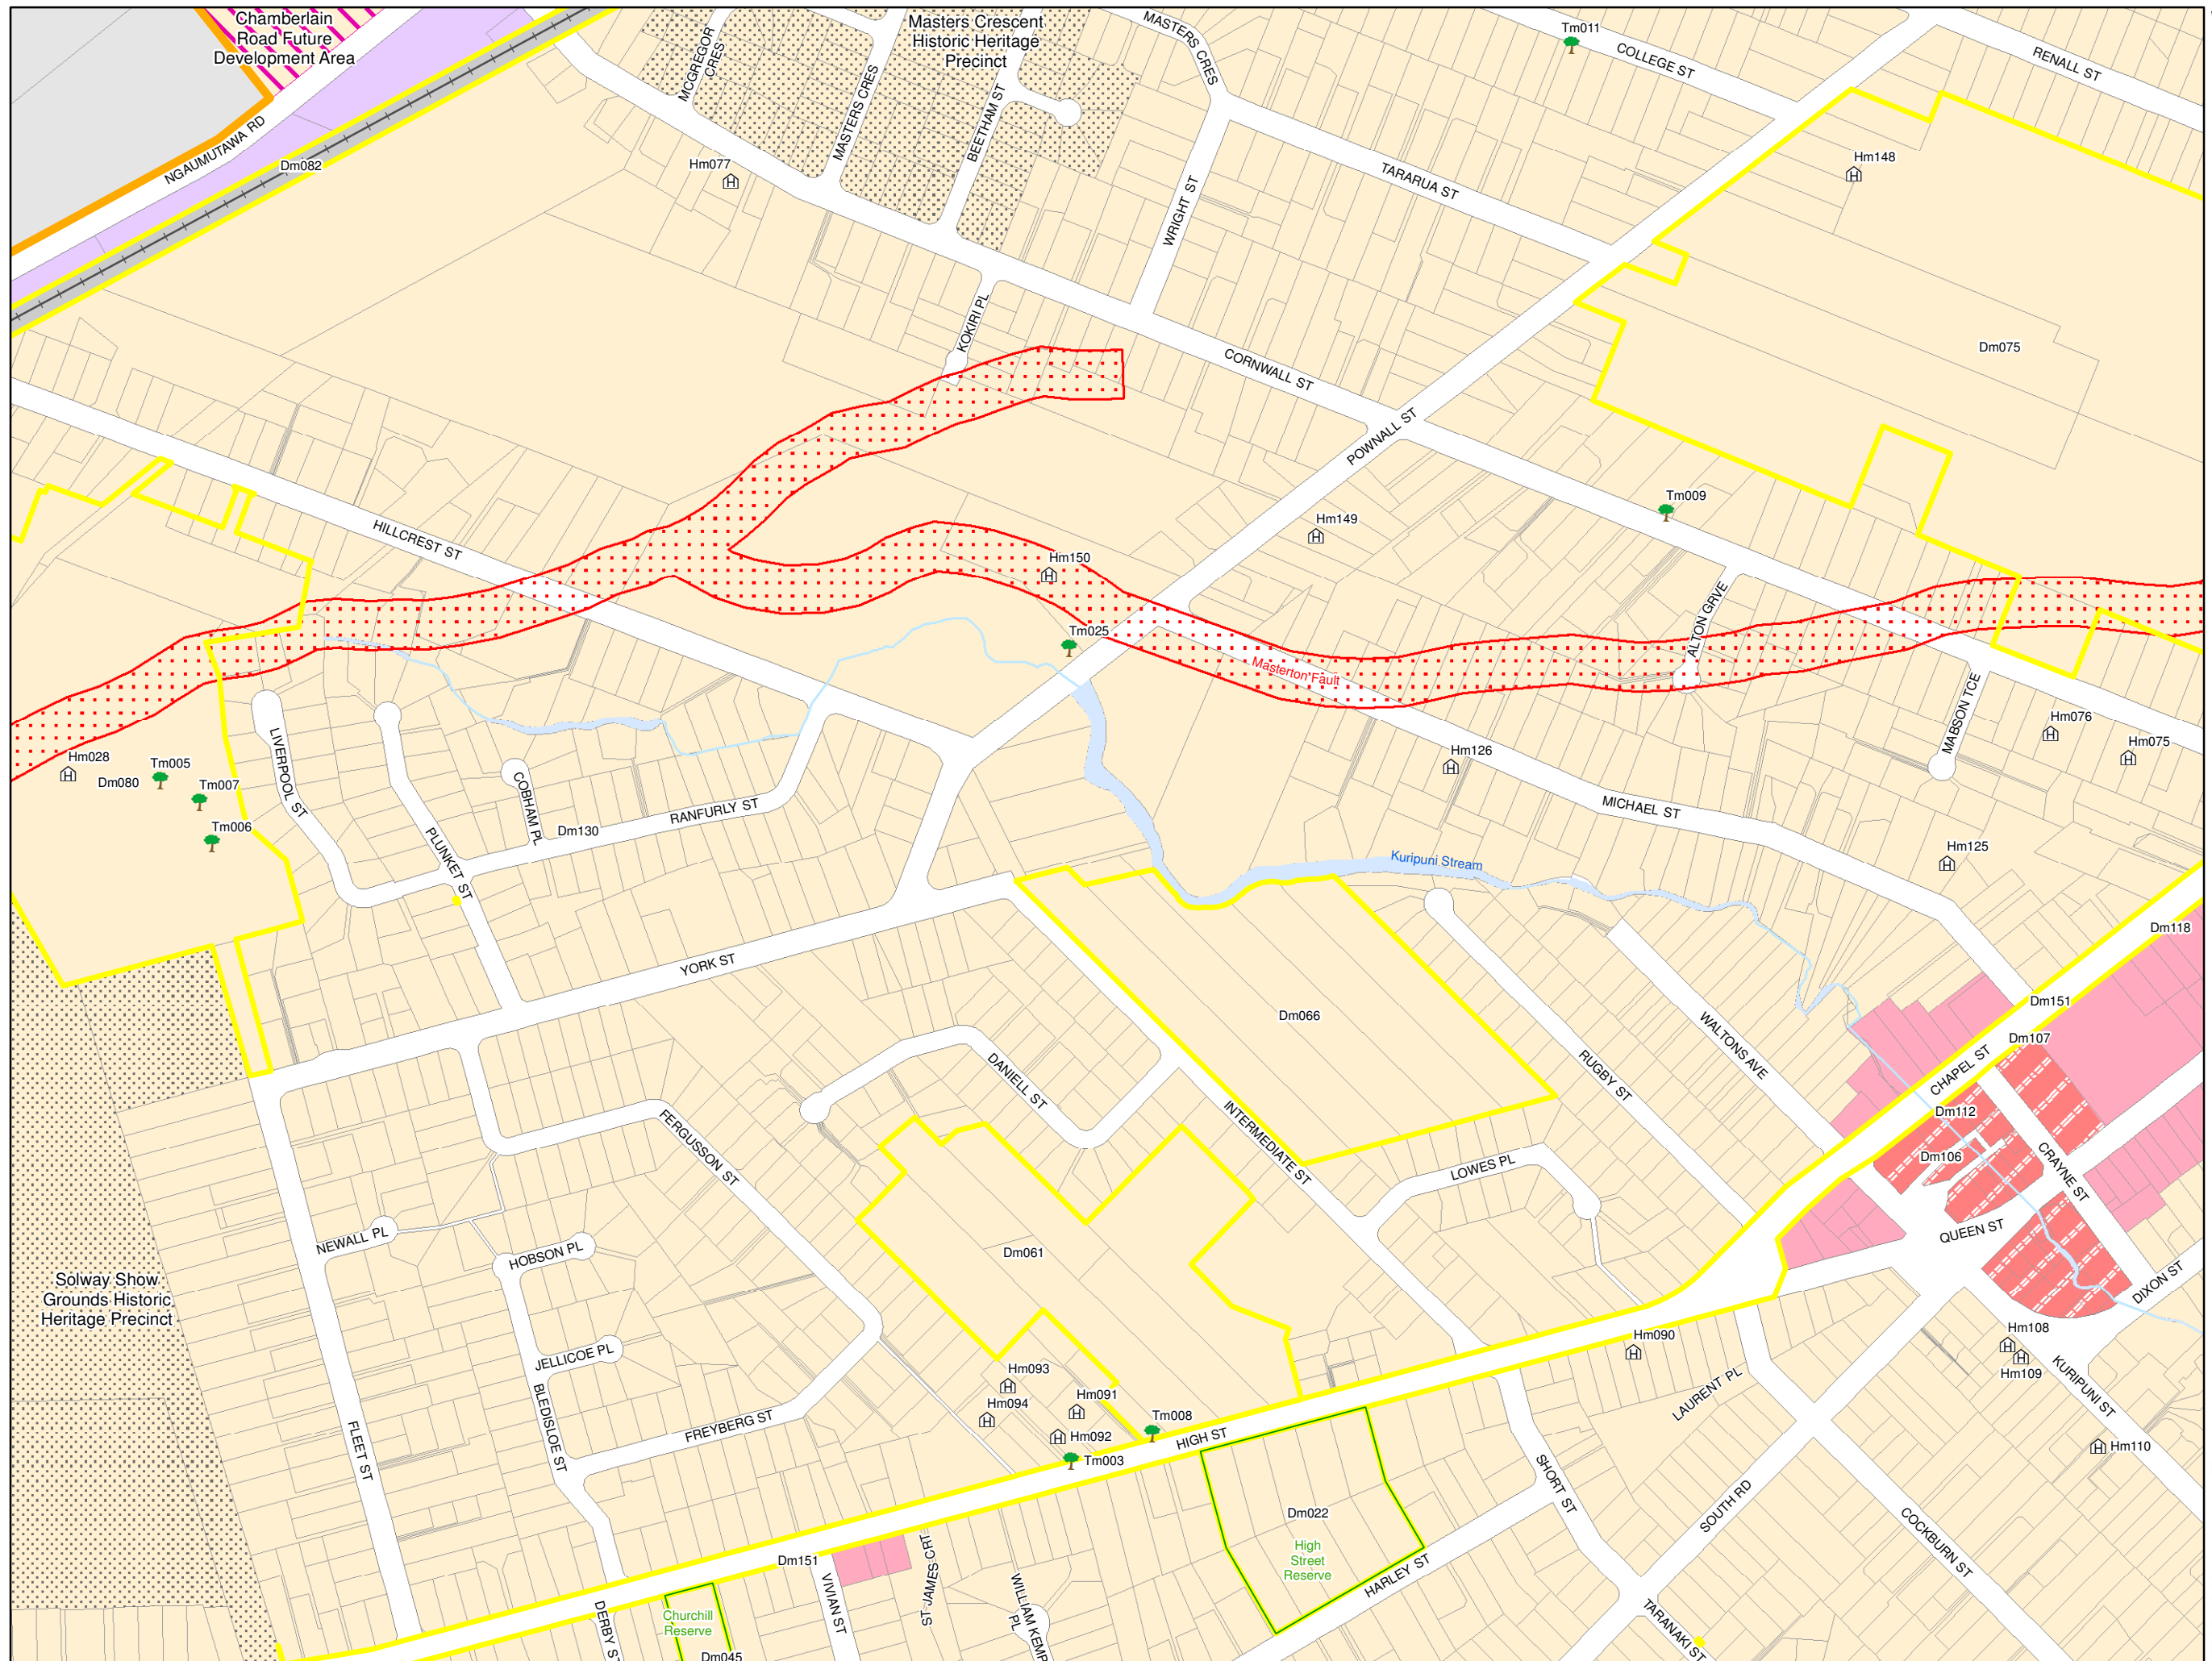 Chamberlain
Road Future
Development Area
Masters Crescent
Historic Heritage
Precinct
MCGREGOR
CRES
MASTERS CRES
BEETHAM ST
MASTERS CRES
Tm011
COLLEGE ST
RENALL ST
NGAUMUTAWA RD
Dm082
Hm077
WRIGHT ST
TARARUA ST
Hm148
KOKIRI PL
CORNWALL ST
POWNALL ST
Dm075
HILLCREST ST
Hm149
Tm009
Hm150
Tm025
Masterton Fault
ALTON GRVE
MABSON TCE
Hm076
Hm075
Hm028
Dm080
Tm005
Tm007
Tm006
LIVERPOOL ST
COBHAM PL
PLUNKET ST
Dm130
RANFURLY ST
Hm126
MICHAEL ST
Kuripuni Stream
Hm125
YORK ST
Dm118
Dm066
Dm151
Dm107
WALTONS AVE
RUGBY ST
CHAPEL ST
DANIELL ST
INTERMEDIATE ST
Dm112
Dm106
CRAYNE ST
FERGUSSON ST
LOWES PL
NEWALL PL
HOBSON PL
Dm061
QUEEN ST
DIXON ST
Solway Show
Grounds Historic
Heritage Precinct
JELLICOE PL
Hm090
Hm108
Hm109
LAURENT PL
KURIPUNI ST
Hm093
Hm094
Hm091
Hm092
Tm008
Tm003
HIGH ST
BLEDISLOE ST
FREYBERG ST
FLEET ST
Hm110
SHORT ST
SOUTH RD
COCKBURN ST
Dm022
High
Street
Reserve
HARLEY ST
Dm151
VIVIAN ST
ST JAMES CRT
WILLIAM KEMP
PL
DERBY ST
Churchill
Reserve
Dm045
TARANAKI ST